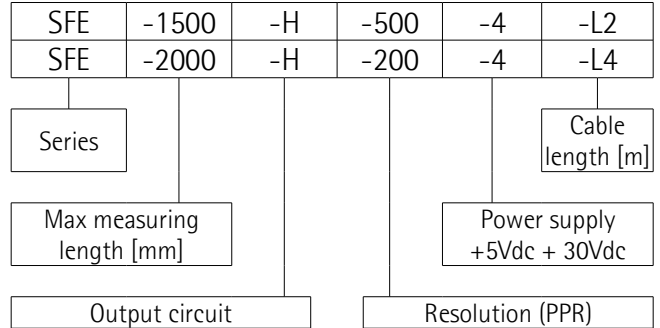 SFE -1500 -H -500 -4 -L2
SFE -2000 -H -200 -4 -L4
Series
Cable
length [m]
Max measuring
length [mm]
Power supply
+5Vdc + 30Vdc
Output circuit
Resolution (PPR)